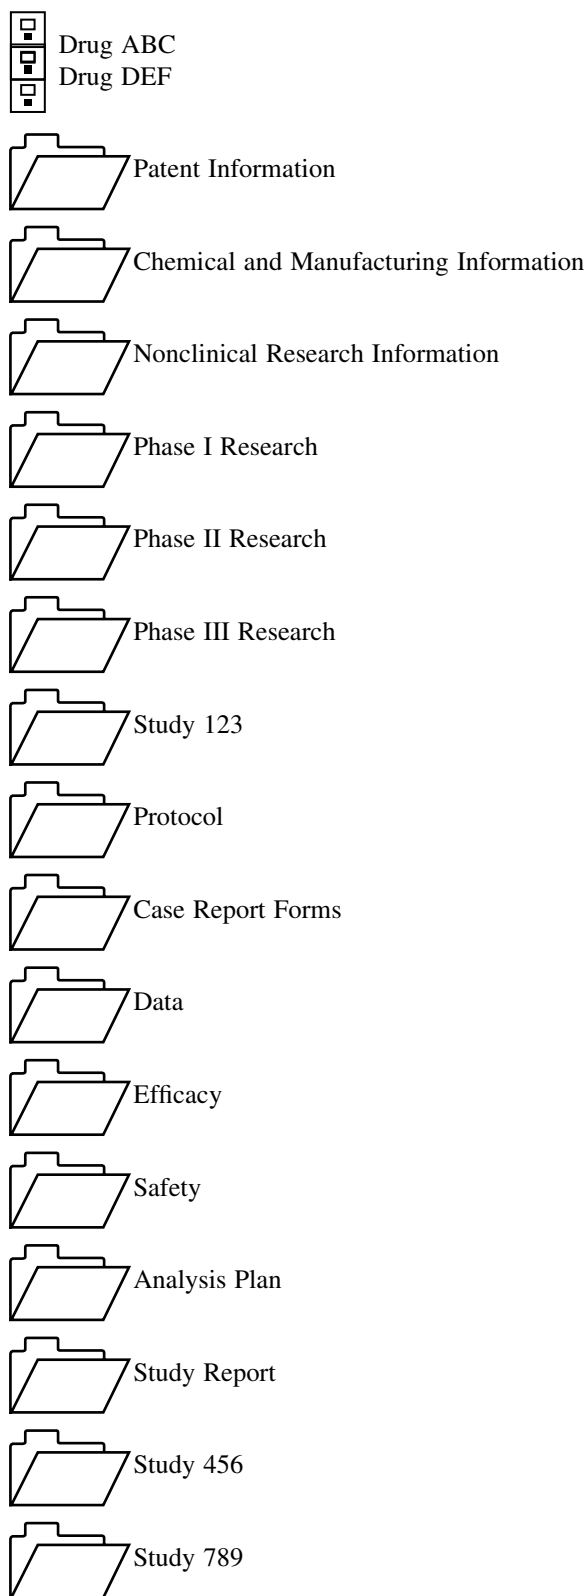 Drug ABC
Drug DEF
Patent Information
Chemical and Manufacturing Information
Nonclinical Research Information
Phase I Research
Phase II Research
Phase III Research
Study 123
Protocol
Case Report Forms
Data
Efficacy
Safety
Analysis Plan
Study Report
Study 456
Study 789